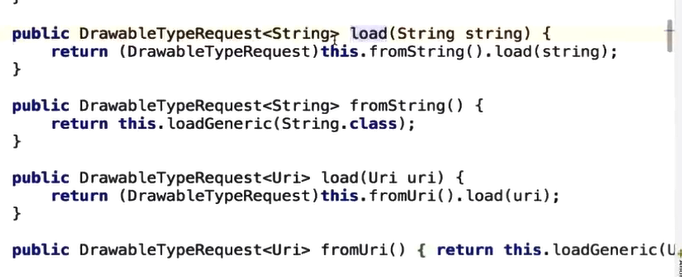 }
public DrawableTypeRequest<String> load(String string) {
return (DrawableTypeRequest)this.fromString().load(string);
}
public DrawableTypeRequest<String> fromString() {
return this.loadGeneric(String.class);
}
public DrawableTypeRequest<Uri> load(Uri uri) {
return (DrawableTypeRequest)this.fromUri().load(uri);
}
public DrawableTypeRequest<Uri> fromUri() { return this.loadGeneric(U